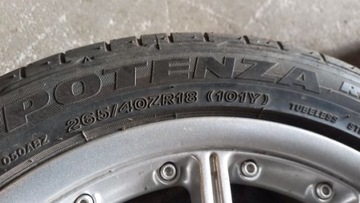 POTENZA
265/40ZR18 (101Y)
TUBELESS